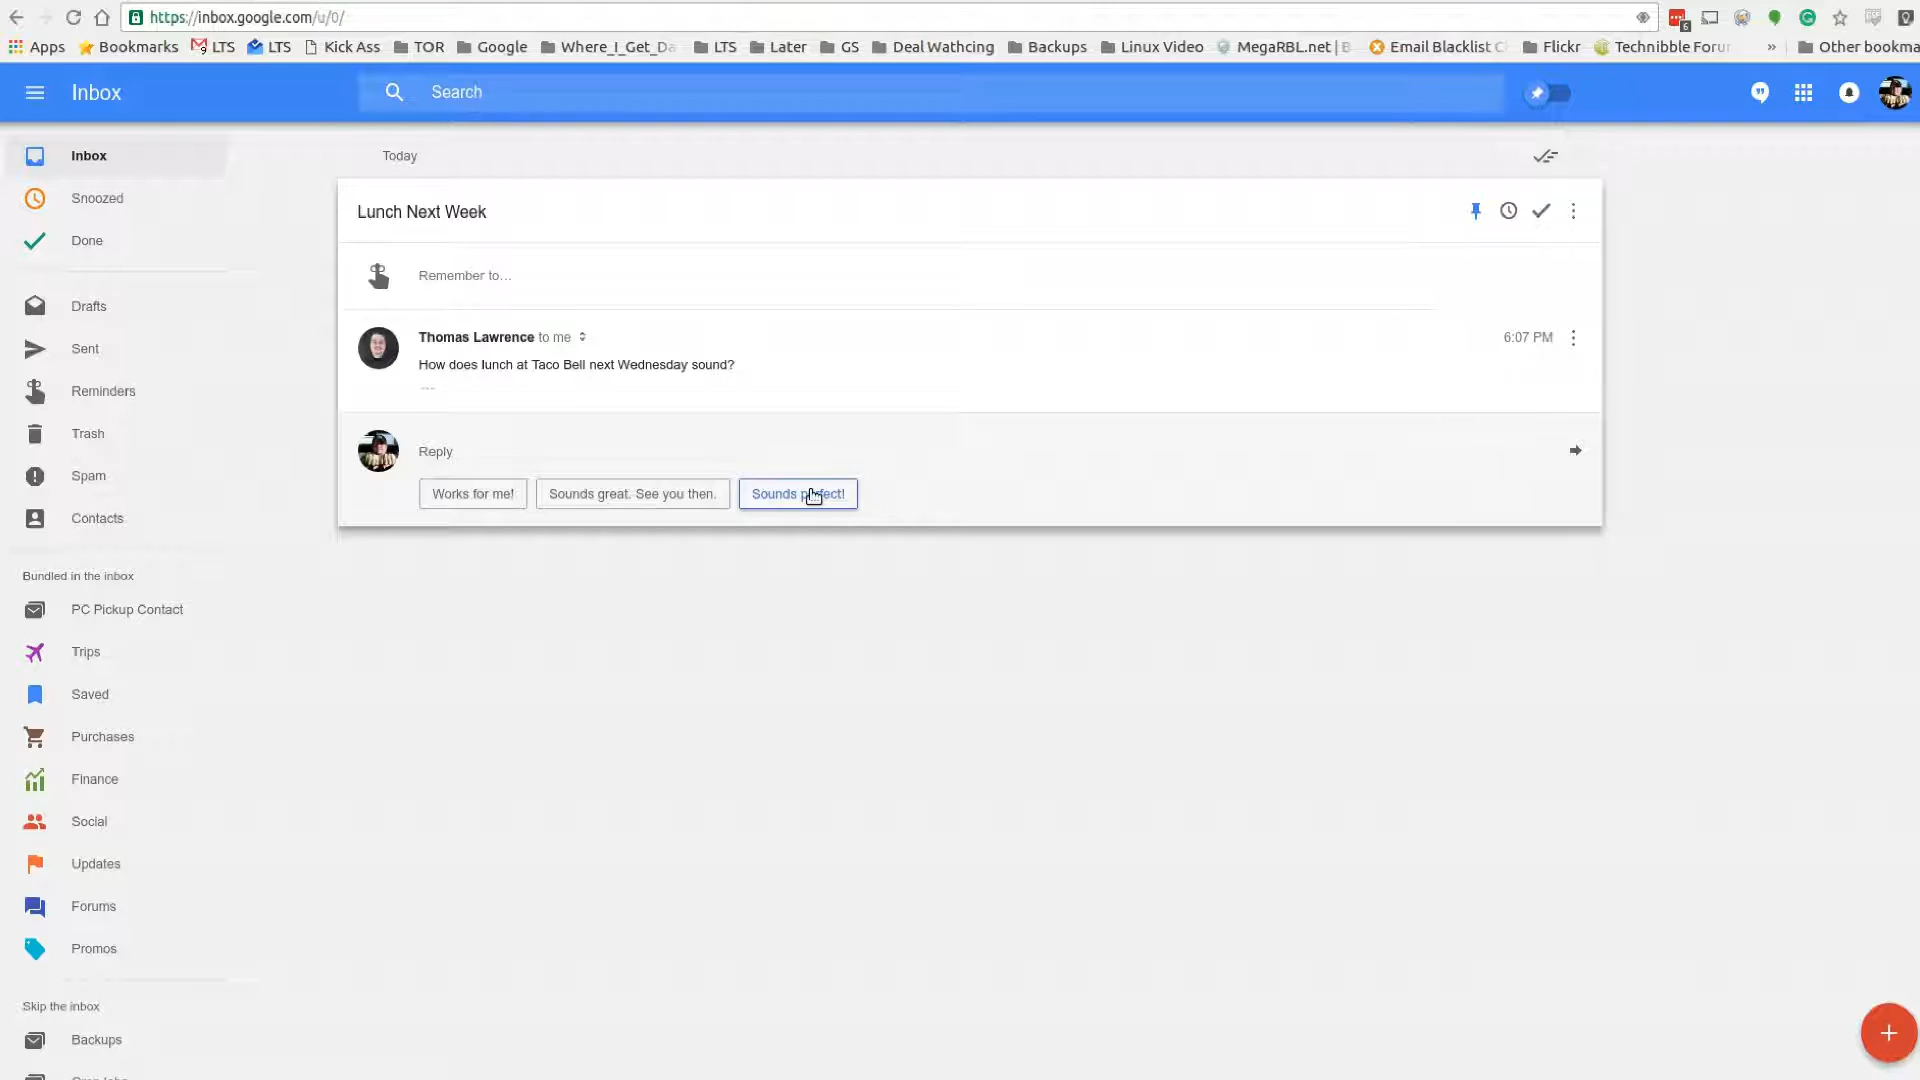 https://inbox.google.com/u/0/
6
Apps Bookmarks LTS LTS Kick Ass TOR Google Where_I_Get_Da LTS Later GS Deal Wathcing Backups Linux Video MegaRBL.net | B Email Blacklist C Flickr Technibble Forur » Other bookma
Inbox Search
Inbox
Today
Snoozed
Lunch Next Week
Done
Remember to...
Drafts
Thomas Lawrence to me 6:07 PM
Sent
How does lunch at Taco Bell next Wednesday sound?
Reminders
Trash
Reply
Spam
Works for me! Sounds great. See you then. Sounds
Contacts
Bundled in the inbox
PC Pickup Contact
Trips
Saved
Purchases
Finance
Social
Updates
Forums
Promos
Skip the inbox
Backups